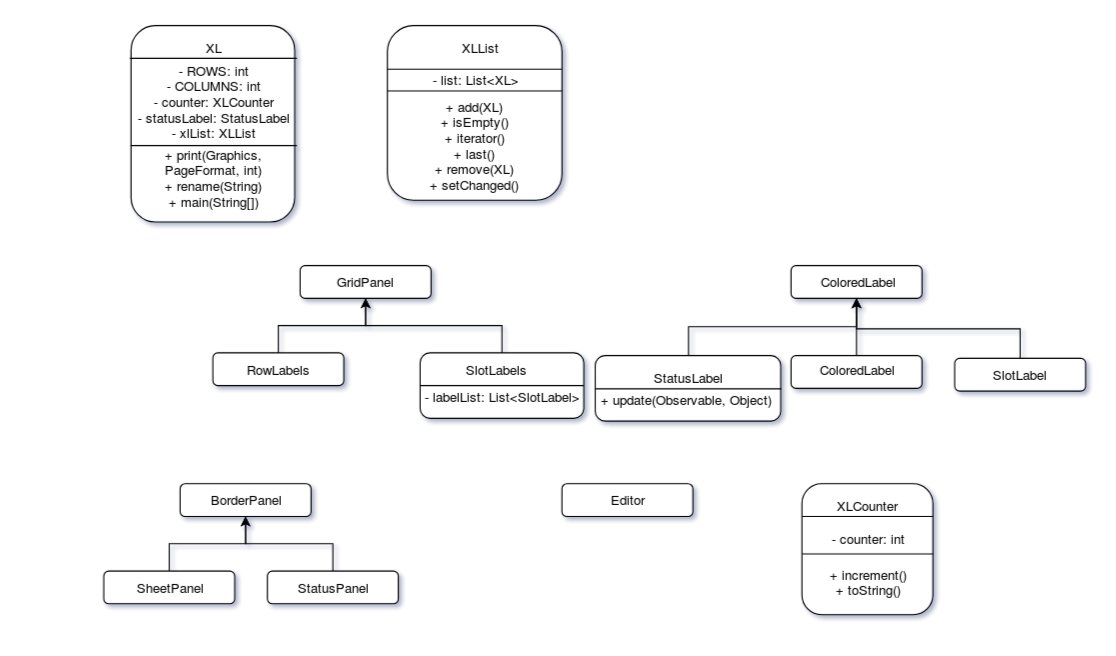 XL
- ROWS: int
- COLUMNS: int
- counter: XLCounter
- statusLabel: StatusLabel
- xlList: XLList
+ print(Graphics,
PageFormat, int)
+ rename(String)
+ main(String[])
XLList
- list: List<XL>
+ add(XL)
+ isEmpty()
+ iterator()
+ last()
+ remove(XL)
+ setChanged()
GridPanel
RowLabels
SlotLabels
- labelList: List<SlotLabel>
ColoredLabel
StatusLabel
+ update(Observable, Object)
ColoredLabel
SlotLabel
BorderPanel
SheetPanel
StatusPanel
Editor
XLCounter
- counter: int
+ increment()
+ toString()